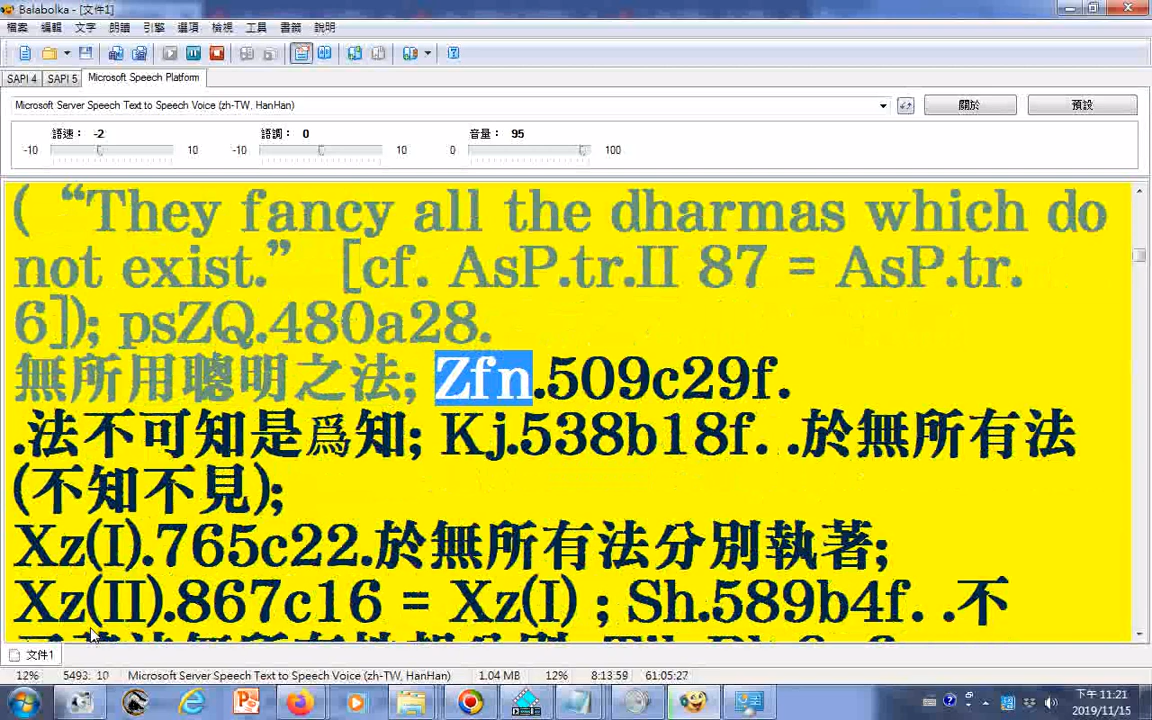 Balabolka - [文件1]
檔案 編輯 文字 朗讀 引擎 選項 檢視 工具 書籤 說明
SAPI 4 SAPI 5 Microsoft Speech Platform
Microsoft Server Speech Text to Speech Voice (zh-TW, HanHan) 關於 預設
語速： -2 語調： 0 音量： 95
-10 10 -10 10 0 100
( “They fancy all the dharmas which do
not exist.” [cf. AsP.tr.II 87 = AsP.tr.
6]); psZQ.480a28.
無所用聰明之法; Zfn.509c29f.
.法不可知是爲知; Kj.538b18f. .於無所有法
(不知不見);
Xz(I).765c22.於無所有法分別執著;
Xz(II).867c16 = Xz(I) ; Sh.589b4f. .不
文件1
12% 5493: 10 Microsoft Server Speech Text to Speech Voice (zh-TW, HanHan) 1.04 MB 12% 8:13:59 61:05:27
下午 11:21
2019/11/15